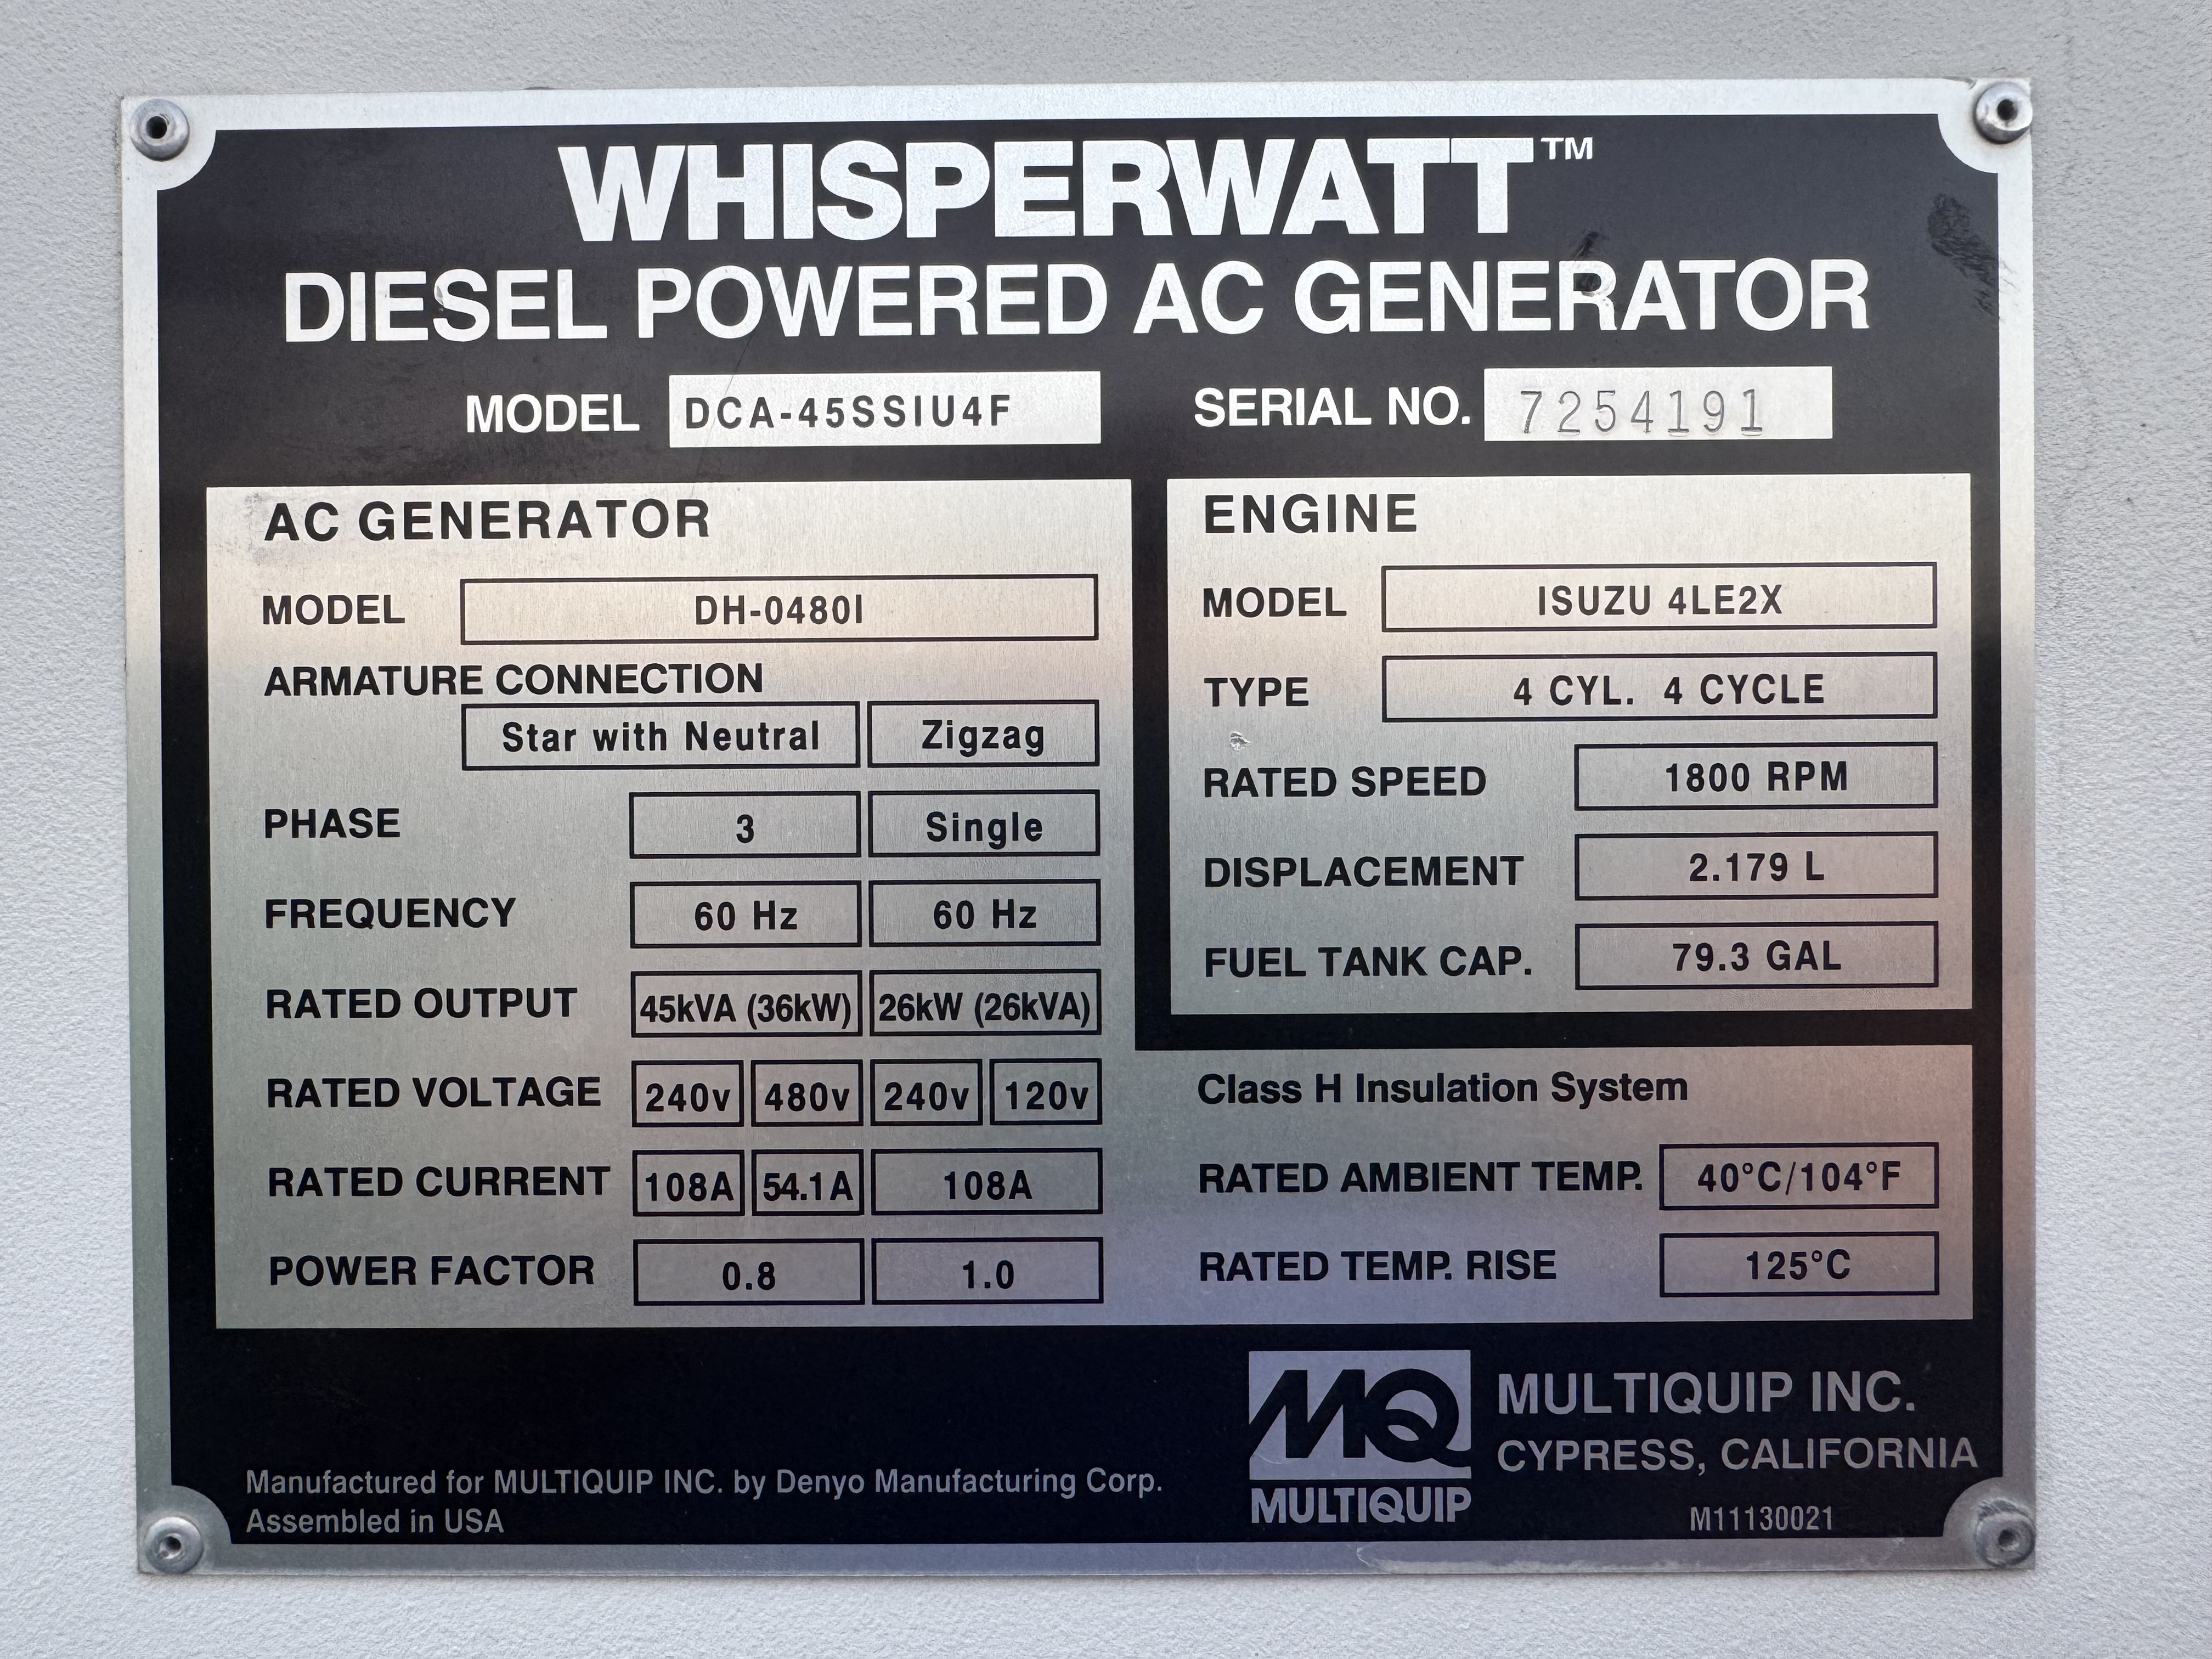 WHISPERWATT™
DIESEL POWERED AC GENERATOR
MODEL DCA-45SSIU4F SERIAL NO. 7254191
AC GENERATOR
MODEL DH-0480I
ARMATURE CONNECTION
Star with Neutral Zigzag
PHASE 3 Single
FREQUENCY 60 Hz 60 Hz
RATED OUTPUT 45kVA (36kW) 26kW (26kVA)
RATED VOLTAGE 240v 480v 240v 120v
RATED CURRENT 108A 54.1A 108A
POWER FACTOR 0.8 1.0
ENGINE
MODEL ISUZU 4LE2X
TYPE 4 CYL. 4 CYCLE
RATED SPEED 1800 RPM
DISPLACEMENT 2.179 L
FUEL TANK CAP. 79.3 GAL
Class H Insulation System
RATED AMBIENT TEMP. 40°C/104°F
RATED TEMP. RISE 125°C
Manufactured for MULTIQUIP INC. by Denyo Manufacturing Corp.
Assembled in USA
MQ
MULTIQUIP
MULTIQUIP INC.
CYPRESS, CALIFORNIA
M11130021